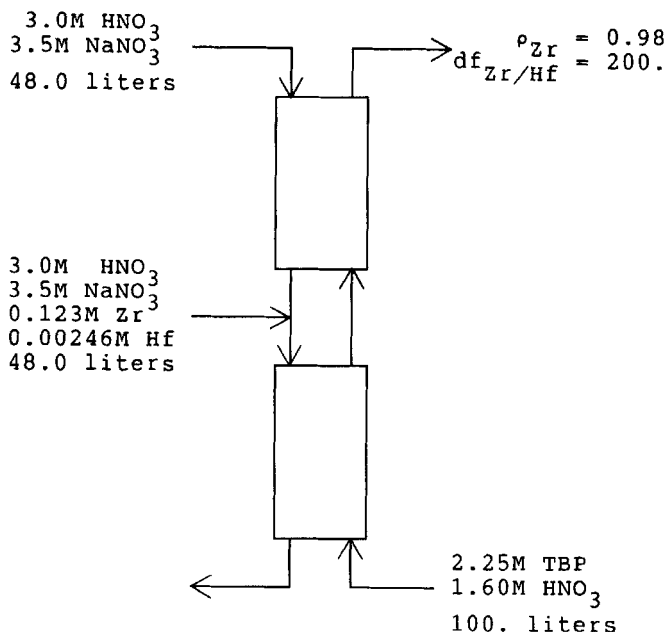 3.0M HNO3
3.5M NaNO3
48.0 liters
ρZr = 0.98
dfZr/Hf = 200.
3.0M HNO3
3.5M NaNO3
0.123M Zr
0.00246M Hf
48.0 liters
2.25M TBP
1.60M HNO3
100. liters